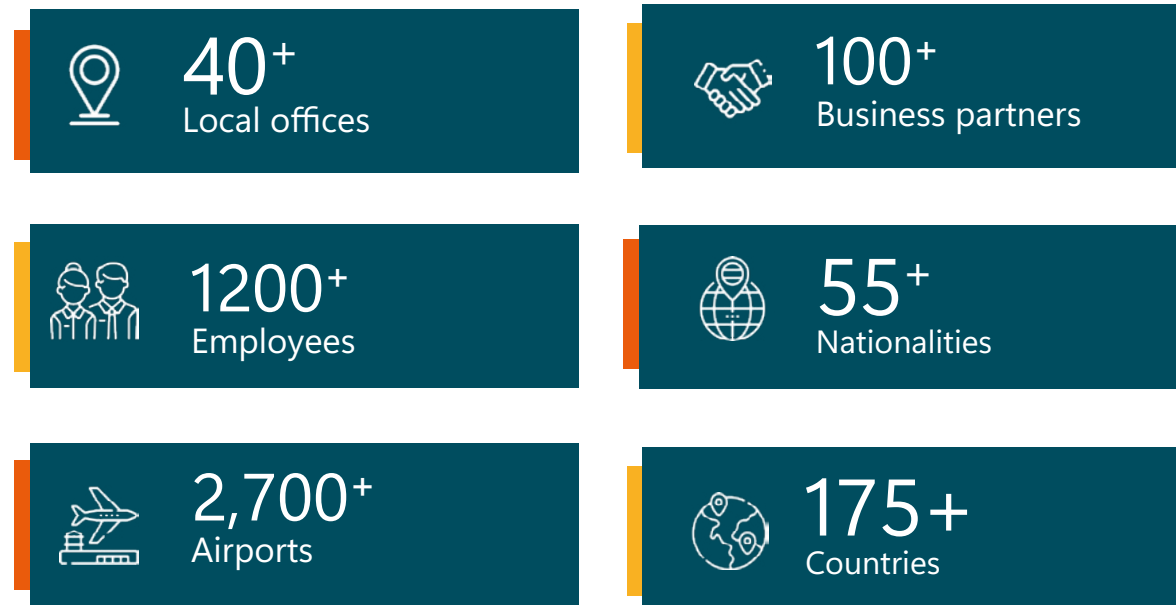 40+
Local offices
100+
Business partners
1200+
Employees
55+
Nationalities
2,700+
Airports
175+
Countries